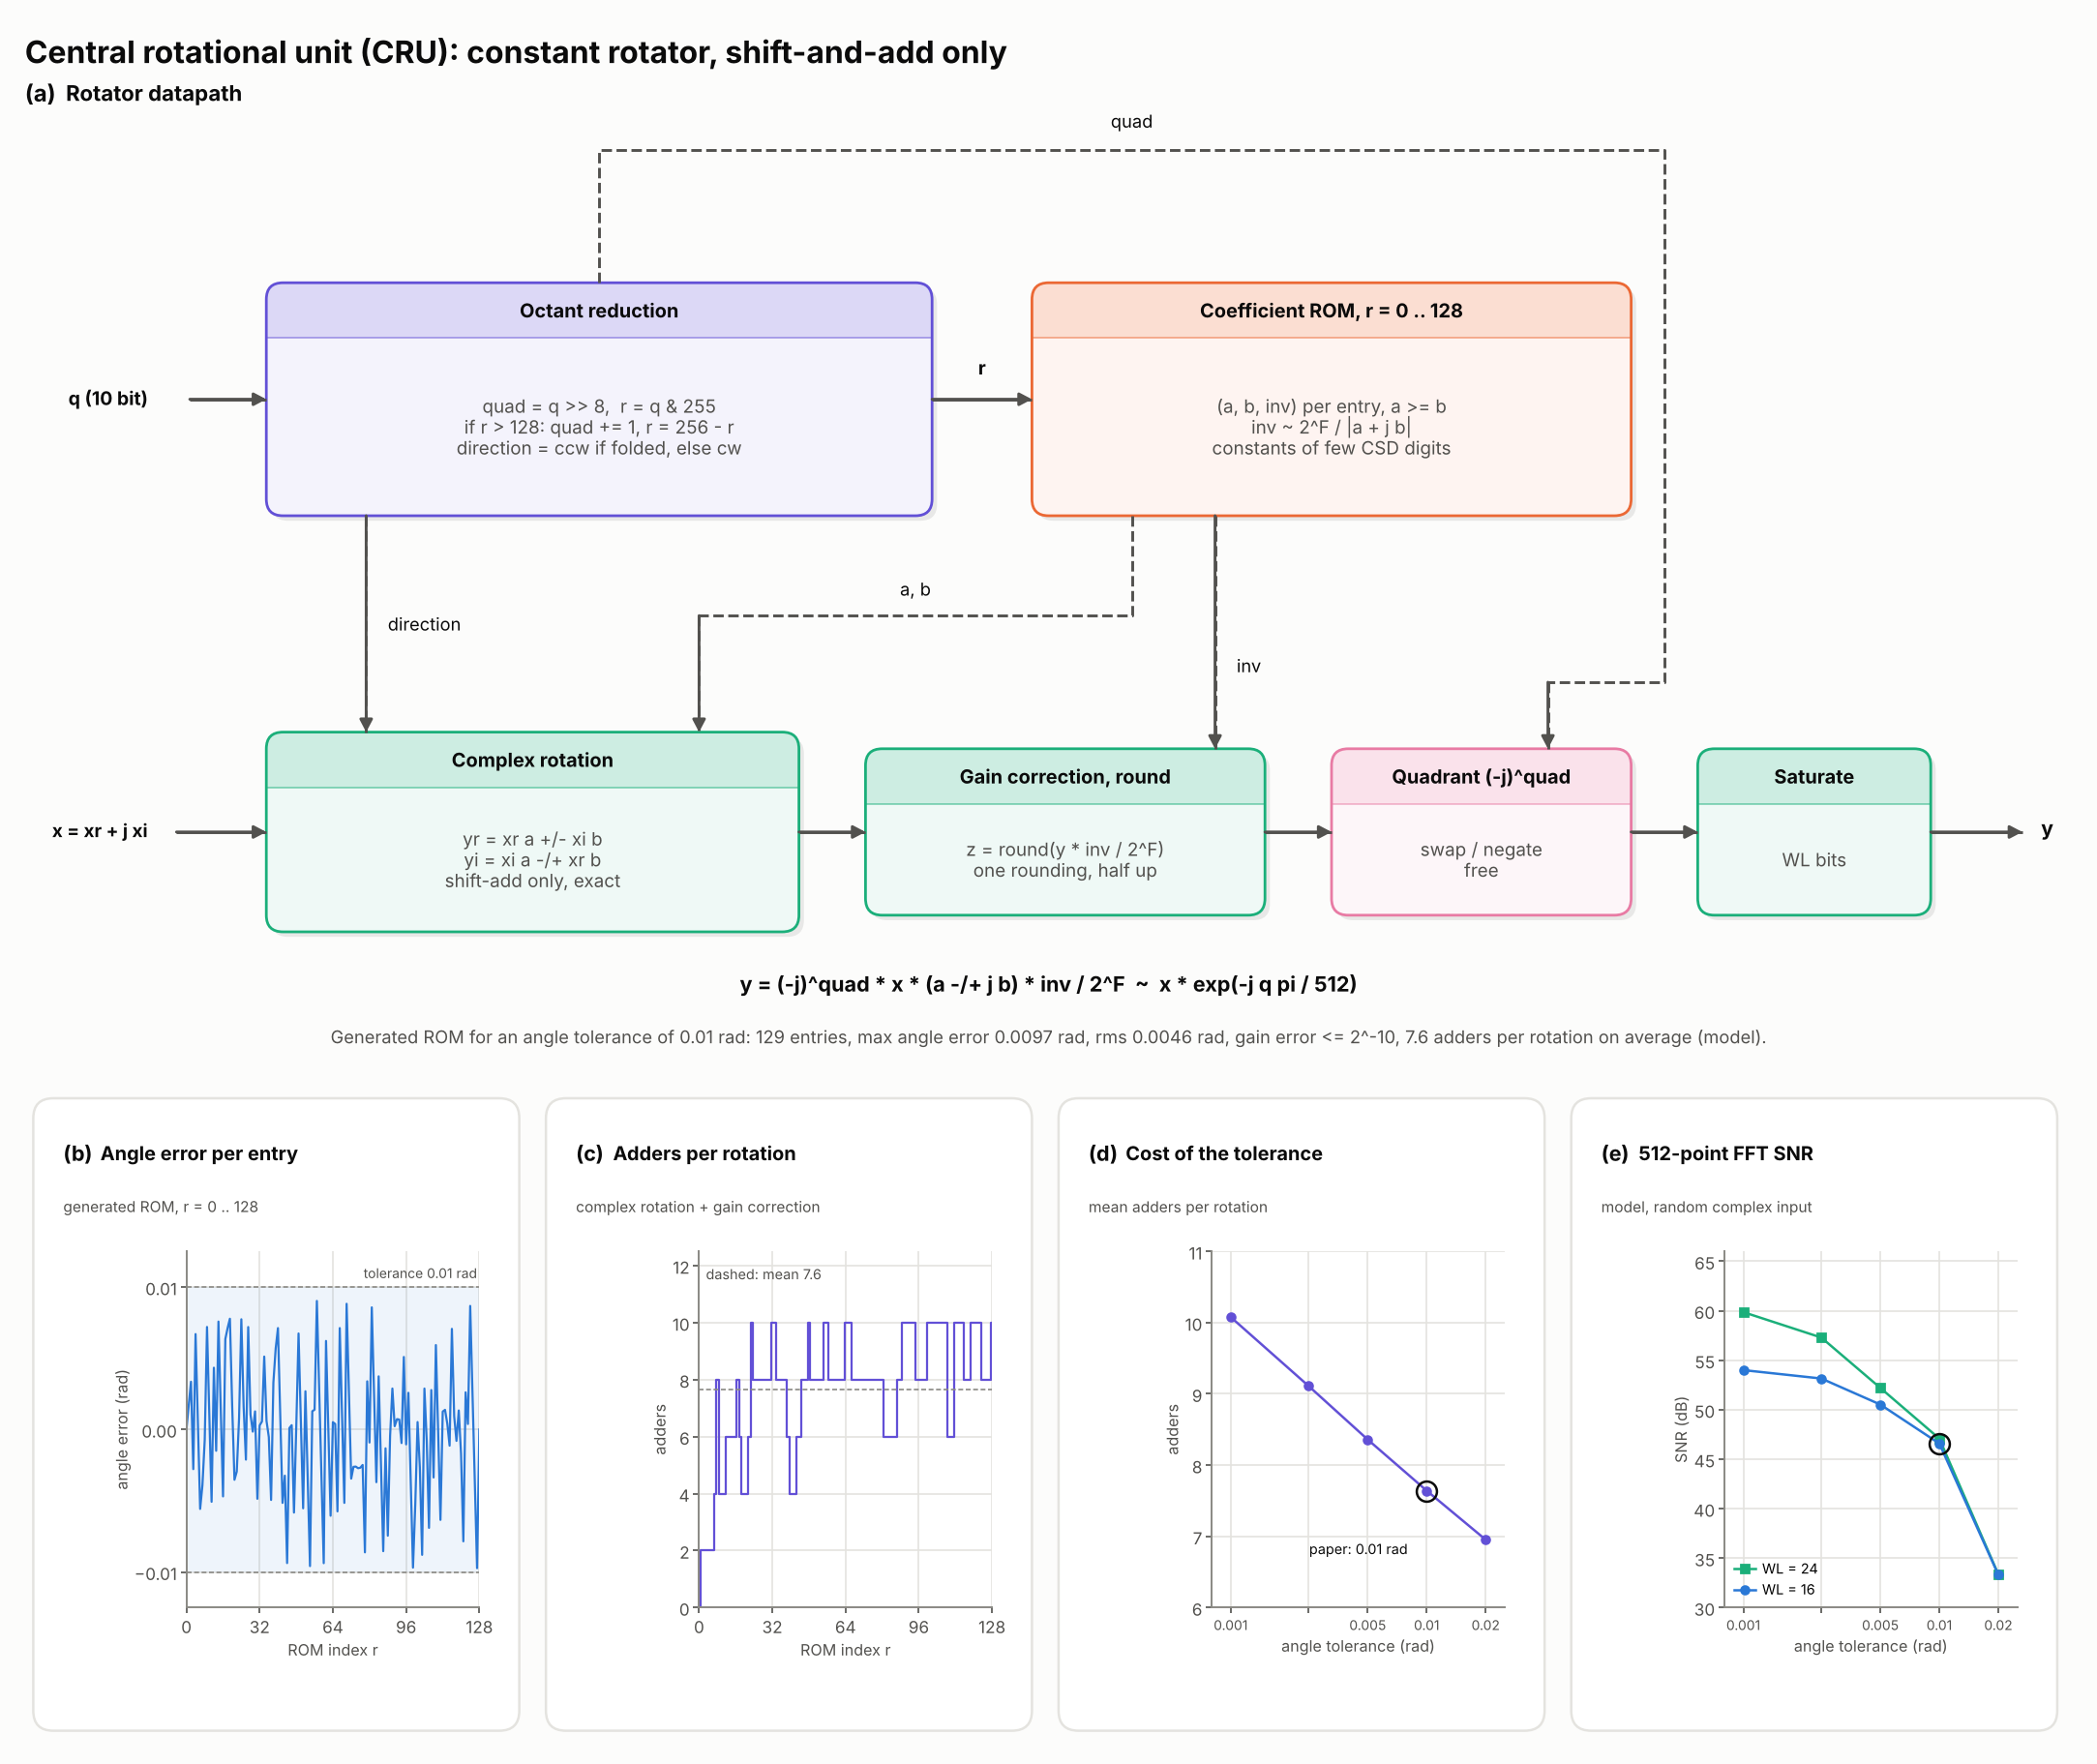 Central rotational unit (CRU): constant rotator, shift-and-add only
(a) Rotator datapath
quad
Octant reduction
quad = q >> 8, r = q & 255
if r > 128: quad += 1, r = 256 - r
direction = ccw if folded, else cw
q (10 bit)
r
Coefficient ROM, r = 0 .. 128
(a, b, inv) per entry, a >= b
inv ~ 2^F / |a + j b|
constants of few CSD digits
direction
a, b
inv
x = xr + j xi
Complex rotation
yr = xr a +/- xi b
yi = xi a -/+ xr b
shift-add only, exact
Gain correction, round
z = round(y * inv / 2^F)
one rounding, half up
Quadrant (-j)^quad
swap / negate
free
Saturate
WL bits
y
y = (-j)^quad * x * (a -/+ j b) * inv / 2^F ~ x * exp(-j q pi / 512)
Generated ROM for an angle tolerance of 0.01 rad: 129 entries, max angle error 0.0097 rad, rms 0.0046 rad, gain error <= 2^-10, 7.6 adders per rotation on average (model).
(b) Angle error per entry
generated ROM, r = 0 .. 128
tolerance 0.01 rad
0.01
0.00
−0.01
angle error (rad)
0 32 64 96 128
ROM index r
(c) Adders per rotation
complex rotation + gain correction
dashed: mean 7.6
12
10
8
6
4
2
0
adders
0 32 64 96 128
ROM index r
(d) Cost of the tolerance
mean adders per rotation
11
10
9
8
7
6
adders
paper: 0.01 rad
0.001 0.005 0.01 0.02
angle tolerance (rad)
(e) 512-point FFT SNR
model, random complex input
65
60
55
50
45
40
35
30
SNR (dB)
WL = 24
WL = 16
0.001 0.005 0.01 0.02
angle tolerance (rad)